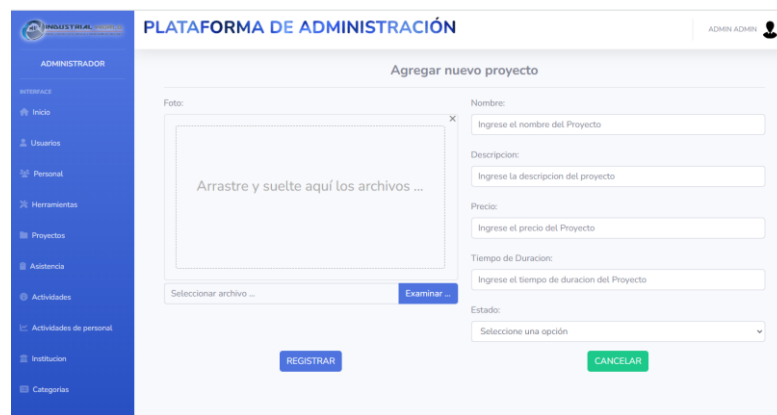 INDUSTRIAL
PLATAFORMA DE ADMINISTRACIÓN
ADMIN ADMIN
ADMINISTRADOR
INTERFACE
Inicio
Usuarios
Personal
Herramientas
Proyectos
Asistencia
Actividades
Actividades de personal
Institucion
Categorias
Agregar nuevo proyecto
Foto:
×
Arrastre y suelte aquí los archivos ...
Seleccionar archivo ...
Examinar ...
Nombre:
Ingrese el nombre del Proyecto
Descripcion:
Ingrese la descripcion del proyecto
Precio:
Ingrese el precio del Proyecto
Tiempo de Duracion:
Ingrese el tiempo de duracion del Proyecto
Estado:
Seleccione una opción
REGISTRAR
CANCELAR